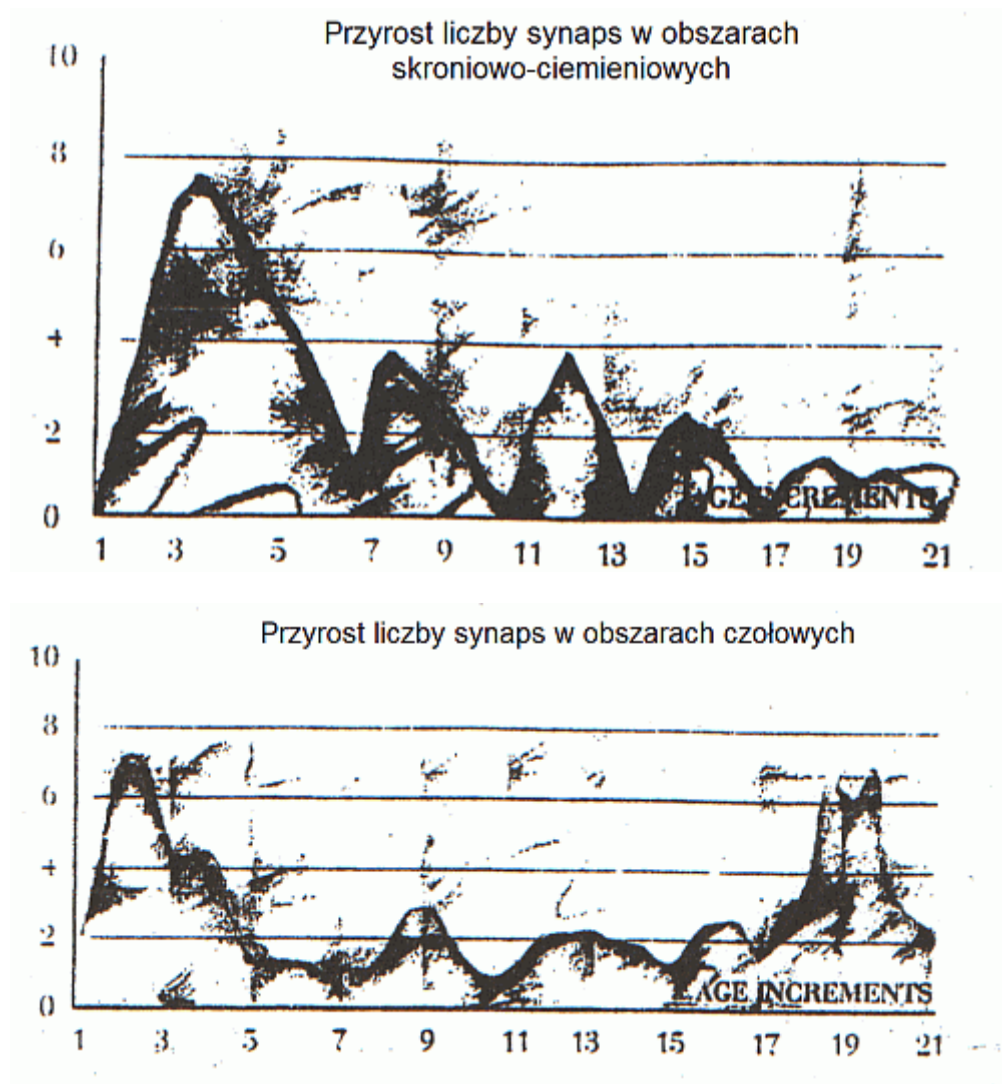 Przyrost liczby synaps w obszarach
skroniowo-ciemieniowych
10
8
6
4
2
0
AGE INCREMENTS
1 3 5 7 9 11 13 15 17 19 21
Przyrost liczby synaps w obszarach czołowych
10
8
6
4
2
0
AGE INCREMENTS
1 3 5 7 9 11 13 15 17 19 21